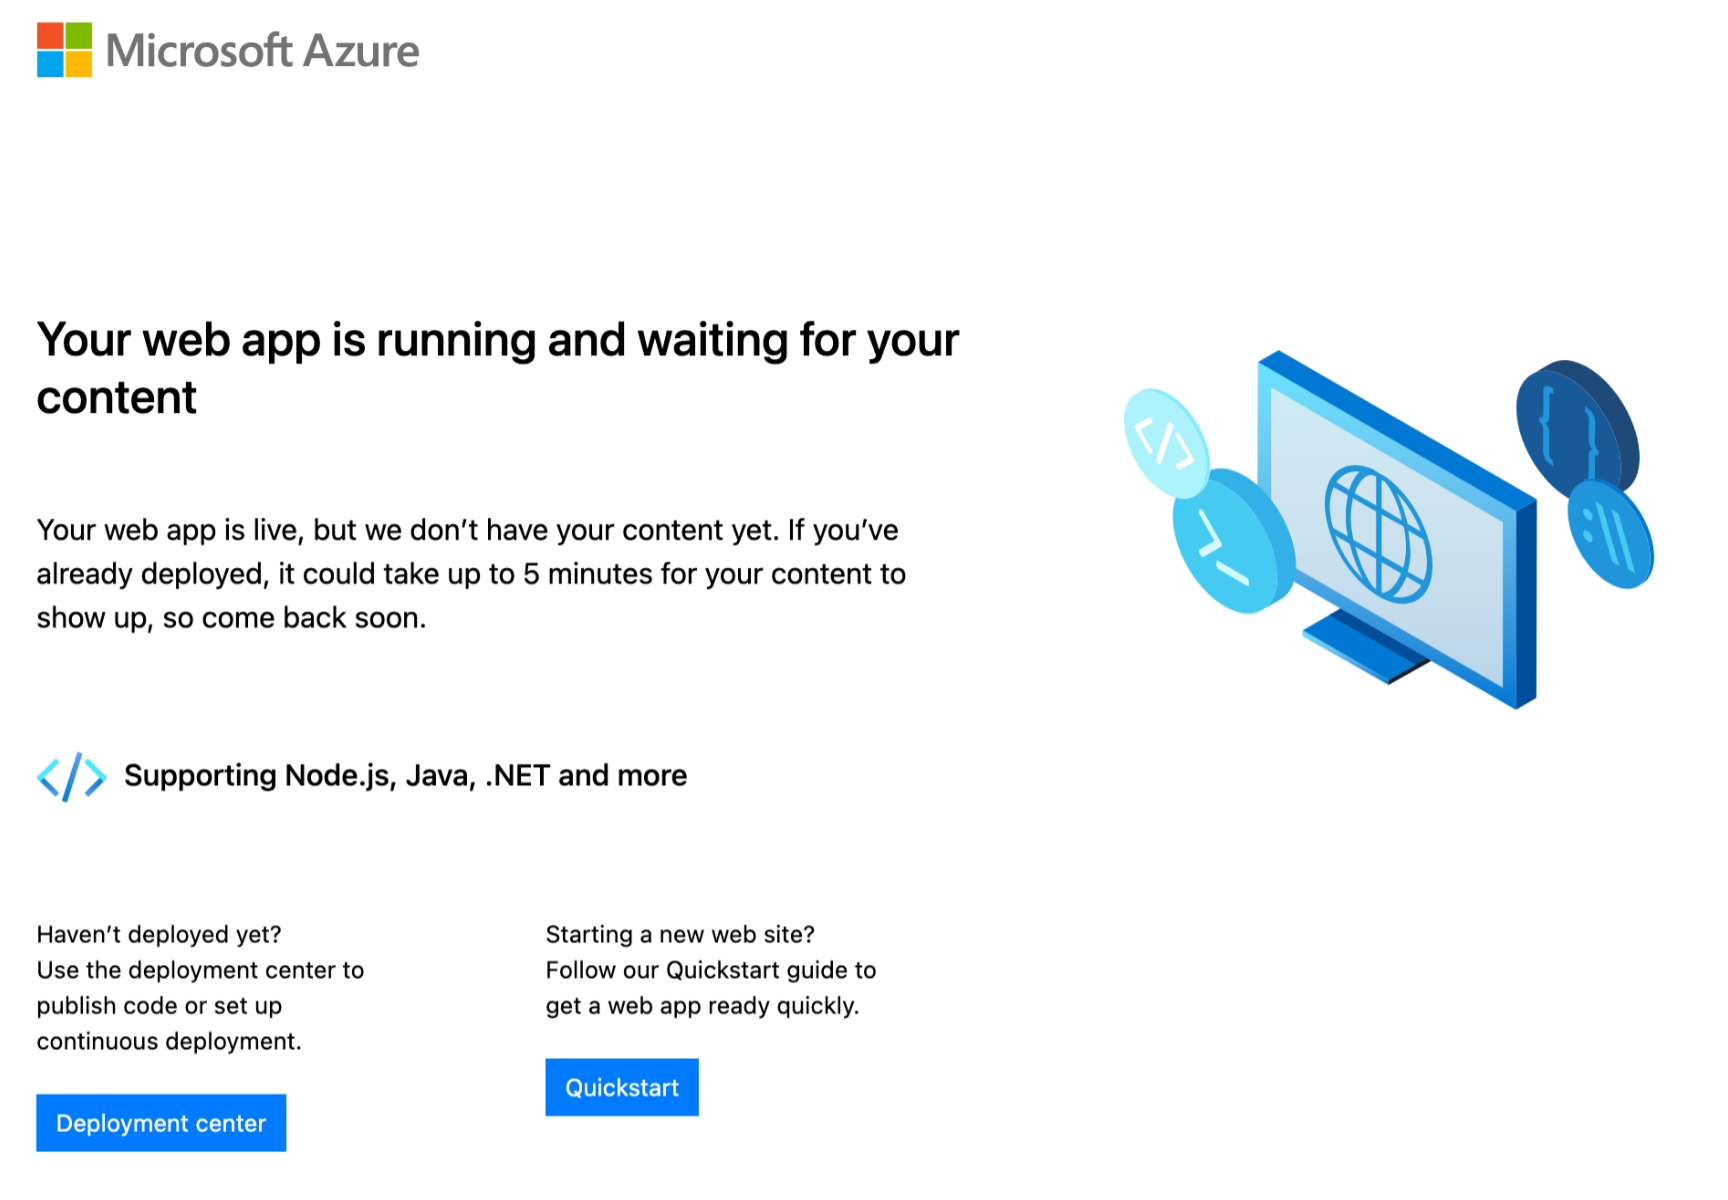 Microsoft Azure
Your web app is running and waiting for your
content
Your web app is live, but we don’t have your content yet. If you’ve
already deployed, it could take up to 5 minutes for your content to
show up, so come back soon.
</> Supporting Node.js, Java, .NET and more
Haven’t deployed yet?
Use the deployment center to
publish code or set up
continuous deployment.
Deployment center
Starting a new web site?
Follow our Quickstart guide to
get a web app ready quickly.
Quickstart
</>
>_
{ }
:\\